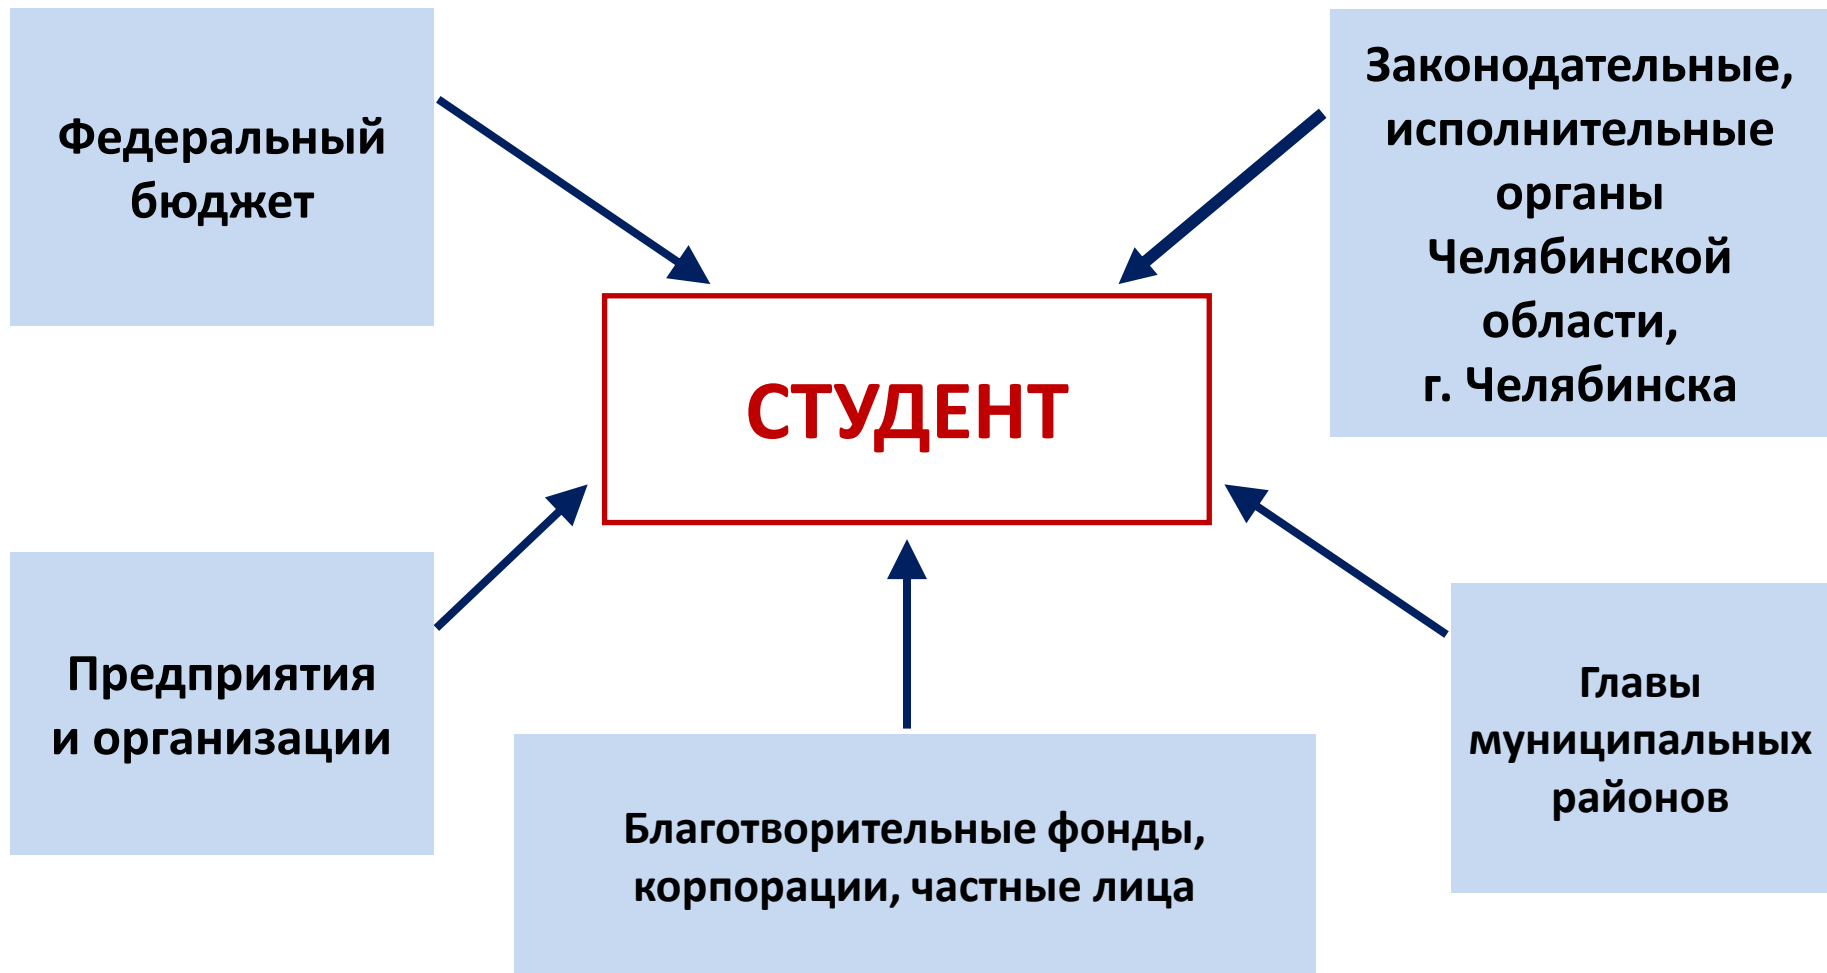 Федеральный
бюджет
Законодательные,
исполнительные
органы
Челябинской
области,
г. Челябинска
СТУДЕНТ
Предприятия
и организации
Благотворительные фонды,
корпорации, частные лица
Главы
муниципальных
районов